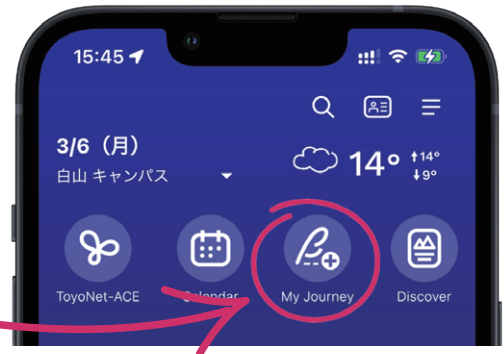 15:45
3/6（月）
白山 キャンパス
14° ↑14° ↓9°
ToyoNet-ACE Calendar My Journey Discover